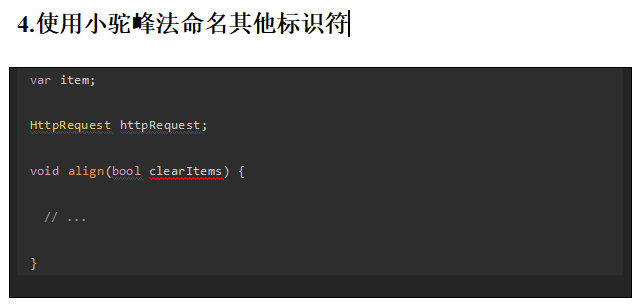 4.使用小驼峰法命名其他标识符
var item;
HttpRequest httpRequest;
void align(bool clearItems) {
// ...
}